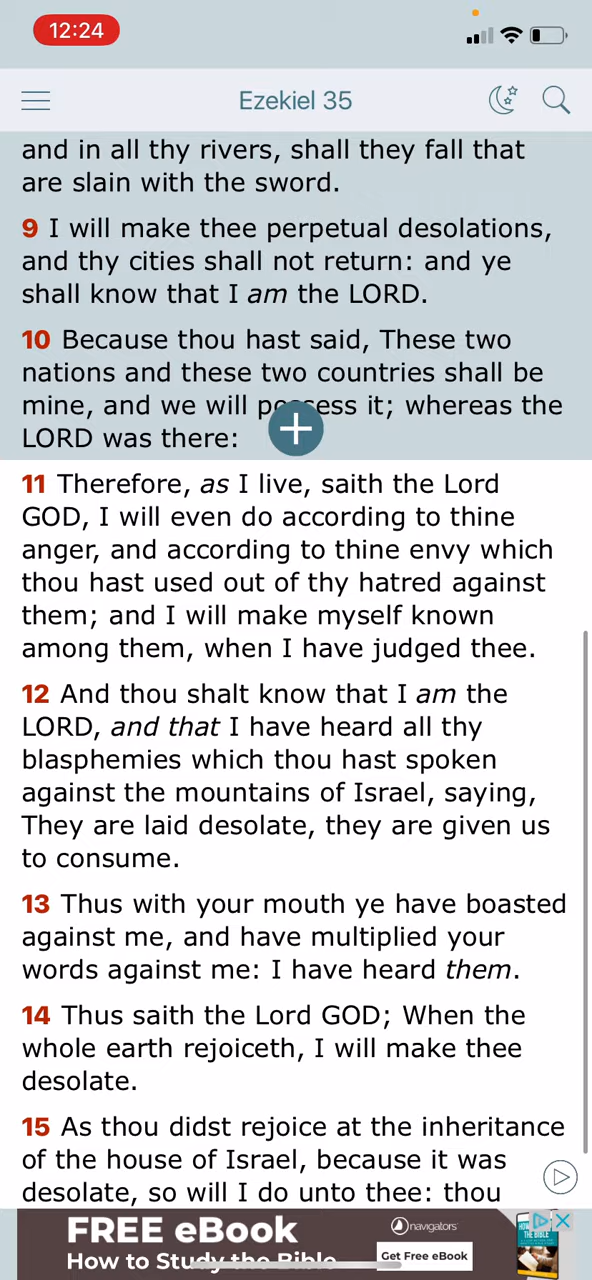 12:24
Ezekiel 35
and in all thy rivers, shall they fall that
are slain with the sword.
9 I will make thee perpetual desolations,
and thy cities shall not return: and ye
shall know that I am the LORD.
10 Because thou hast said, These two
nations and these two countries shall be
mine, and we will possess it; whereas the
LORD was there:
11 Therefore, as I live, saith the Lord
GOD, I will even do according to thine
anger, and according to thine envy which
thou hast used out of thy hatred against
them; and I will make myself known
among them, when I have judged thee.
12 And thou shalt know that I am the
LORD, and that I have heard all thy
blasphemies which thou hast spoken
against the mountains of Israel, saying,
They are laid desolate, they are given us
to consume.
13 Thus with your mouth ye have boasted
against me, and have multiplied your
words against me: I have heard them.
14 Thus saith the Lord GOD; When the
whole earth rejoiceth, I will make thee
desolate.
15 As thou didst rejoice at the inheritance
of the house of Israel, because it was
desolate, so will I do unto thee: thou
FREE eBook
How to Study the Bible
navigators
Get Free eBook
THE BIBLE